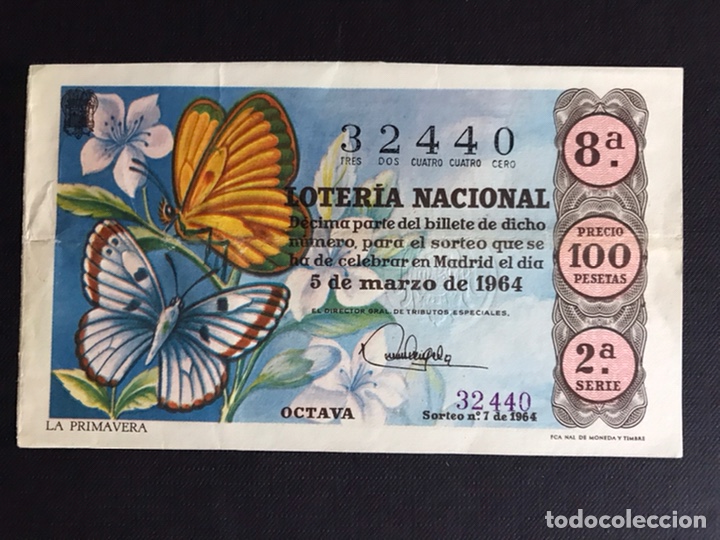 32440
TRES DOS CUATRO CUATRO CERO
LOTERÍA NACIONAL
Décima parte del billete de dicho
número, para el sorteo que se
ha de celebrar en Madrid el día
5 de marzo de 1964
EL DIRECTOR GRAL. DE TRIBUTOS ESPECIALES,
OCTAVA
32440
Sorteo n.º 7 de 1964
8ª
PRECIO
100
PESETAS
2ª
SERIE
LA PRIMAVERA
FCA NAL DE MONEDA Y TIMBRE
todocoleccion.net